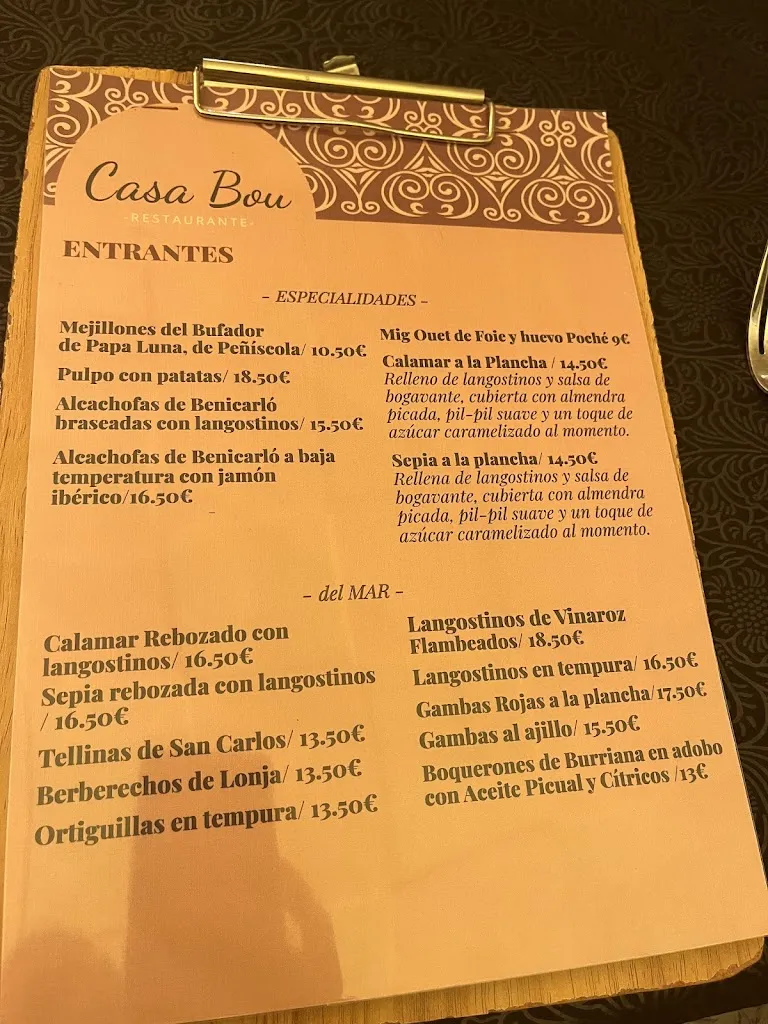 Casa Bou
-RESTAURANTE-
ENTRANTES
- ESPECIALIDADES -
Mejillones del Bufador
de Papa Luna, de Peñíscola/ 10.50€
Pulpo con patatas/ 18.50€
Alcachofas de Benicarló
braseadas con langostinos/ 15.50€
Alcachofas de Benicarló a baja
temperatura con jamón
ibérico/16.50€
Mig Ouet de Foie y huevo Poché 9€
Calamar a la Plancha / 14.50€
Relleno de langostinos y salsa de
bogavante, cubierta con almendra
picada, pil-pil suave y un toque de
azúcar caramelizado al momento.
Sepia a la plancha/ 14.50€
Rellena de langostinos y salsa de
bogavante, cubierta con almendra
picada, pil-pil suave y un toque de
azúcar caramelizado al momento.
- del MAR -
Calamar Rebozado con
langostinos/ 16.50€
Sepia rebozada con langostinos
/ 16.50€
Tellinas de San Carlos/ 13.50€
Berberechos de Lonja/ 13.50€
Ortiguillas en tempura/ 13.50€
Langostinos de Vinaroz
Flambeados/ 18.50€
Langostinos en tempura/ 16.50€
Gambas Rojas a la plancha/17.50€
Gambas al ajillo/ 15.50€
Boquerones de Burriana en adobo
con Aceite Picual y Cítricos /13€